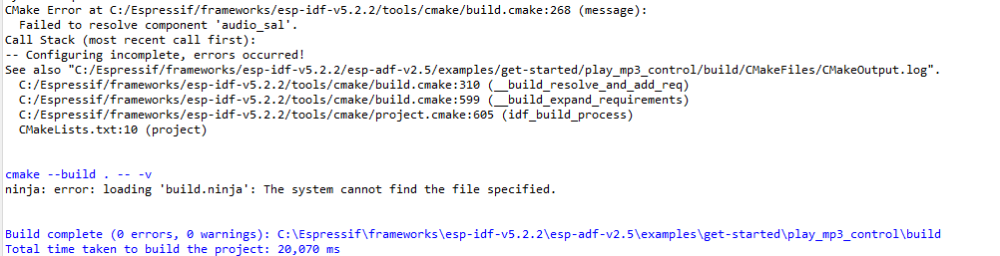 CMake Error at C:/Espressif/frameworks/esp-idf-v5.2.2/tools/cmake/build.cmake:268 (message):
Failed to resolve component 'audio_sal'.
Call Stack (most recent call first):
-- Configuring incomplete, errors occurred!
See also "C:/Espressif/frameworks/esp-idf-v5.2.2/esp-adf-v2.5/examples/get-started/play_mp3_control/build/CMakeFiles/CMakeOutput.log".
C:/Espressif/frameworks/esp-idf-v5.2.2/tools/cmake/build.cmake:310 (__build_resolve_and_add_req)
C:/Espressif/frameworks/esp-idf-v5.2.2/tools/cmake/build.cmake:599 (__build_expand_requirements)
C:/Espressif/frameworks/esp-idf-v5.2.2/tools/cmake/project.cmake:605 (idf_build_process)
CMakeLists.txt:10 (project)
cmake --build . -- -v
ninja: error: loading 'build.ninja': The system cannot find the file specified.
Build complete (0 errors, 0 warnings): C:\Espressif\frameworks\esp-idf-v5.2.2\esp-adf-v2.5\examples\get-started\play_mp3_control\build
Total time taken to build the project: 20,070 ms